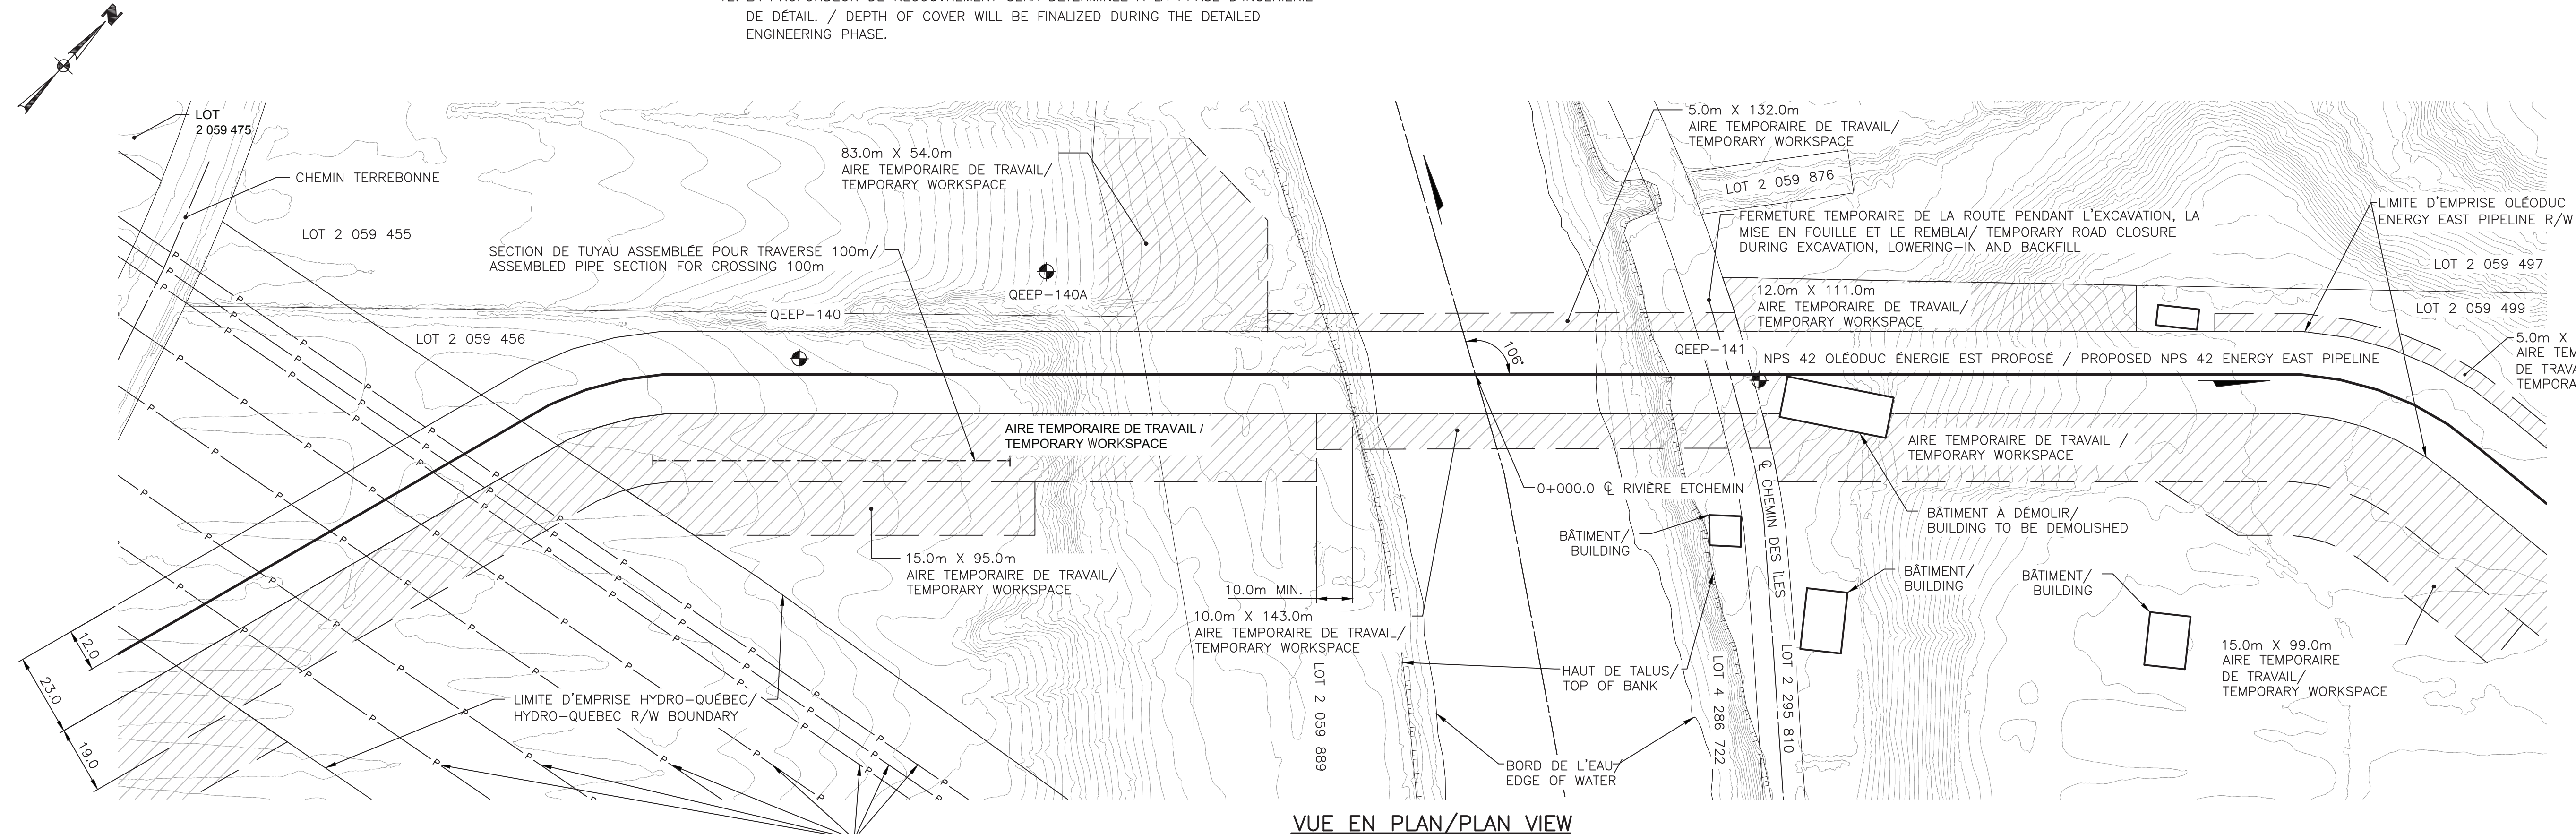 DE DÉTAIL. / DEPTH OF COVER WILL BE FINALIZED DURING THE DETAILED
ENGINEERING PHASE.
N
LOT
2 059 475
CHEMIN TERREBONNE
LOT 2 059 455
83.0m X 54.0m
AIRE TEMPORAIRE DE TRAVAIL/
TEMPORARY WORKSPACE
SECTION DE TUYAU ASSEMBLÉE POUR TRAVERSE 100m/
ASSEMBLED PIPE SECTION FOR CROSSING 100m
QEEP-140A
QEEP-140
LOT 2 059 456
5.0m X 132.0m
AIRE TEMPORAIRE DE TRAVAIL/
TEMPORARY WORKSPACE
LOT 2 059 876
FERMETURE TEMPORAIRE DE LA ROUTE PENDANT L'EXCAVATION, LA
MISE EN FOUILLE ET LE REMBLAI/ TEMPORARY ROAD CLOSURE
DURING EXCAVATION, LOWERING-IN AND BACKFILL
LIMITE D'EMPRISE OLÉODUC
ENERGY EAST PIPELINE R/W
LOT 2 059 497
12.0m X 111.0m
AIRE TEMPORAIRE DE TRAVAIL/
TEMPORARY WORKSPACE
LOT 2 059 499
106°
QEEP-141
NPS 42 OLÉODUC ÉNERGIE EST PROPOSÉ / PROPOSED NPS 42 ENERGY EAST PIPELINE
5.0m X
AIRE TEM
DE TRAVA
TEMPORA
AIRE TEMPORAIRE DE TRAVAIL /
TEMPORARY WORKSPACE
AIRE TEMPORAIRE DE TRAVAIL /
TEMPORARY WORKSPACE
0+000.0 ℄ RIVIÈRE ETCHEMIN
℄ CHEMIN DES ÎLES
BÂTIMENT À DÉMOLIR/
BUILDING TO BE DEMOLISHED
BÂTIMENT/
BUILDING
15.0m X 95.0m
AIRE TEMPORAIRE DE TRAVAIL/
TEMPORARY WORKSPACE
10.0m MIN.
10.0m X 143.0m
AIRE TEMPORAIRE DE TRAVAIL/
TEMPORARY WORKSPACE
BÂTIMENT/
BUILDING
BÂTIMENT/
BUILDING
15.0m X 99.0m
AIRE TEMPORAIRE
DE TRAVAIL/
TEMPORARY WORKSPACE
12.0
23.0
19.0
LIMITE D'EMPRISE HYDRO-QUÉBEC/
HYDRO-QUEBEC R/W BOUNDARY
LOT 2 059 889
HAUT DE TALUS/
TOP OF BANK
LOT 4 286 722
LOT 2 295 810
BORD DE L'EAU/
EDGE OF WATER
VUE EN PLAN/PLAN VIEW